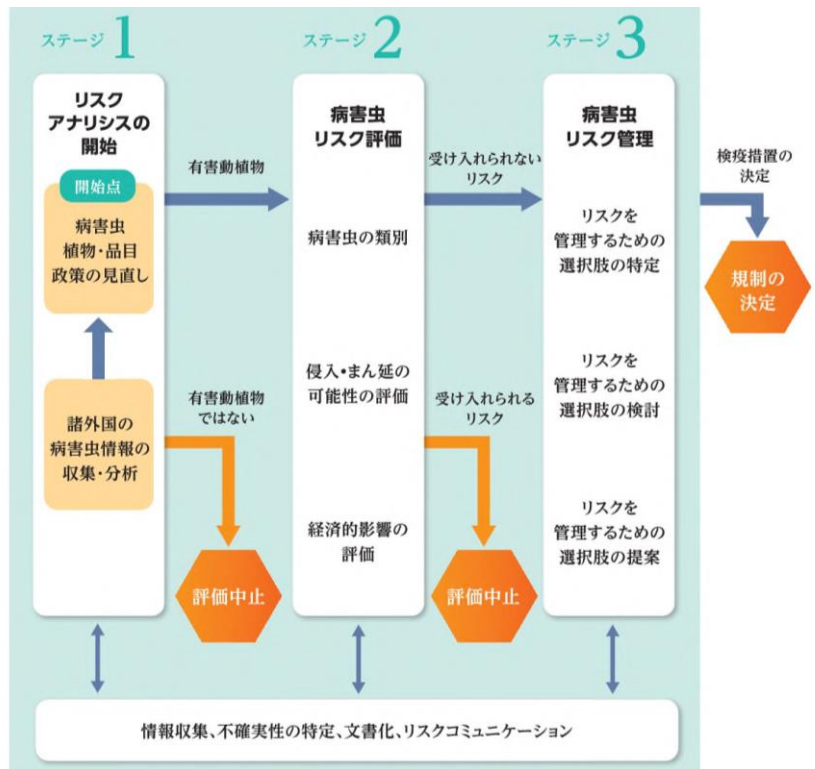 ステージ 1
リスク
アナリシスの
開始
開始点
病害虫
植物・品目
政策の見直し
諸外国の
病害虫情報の
収集・分析
有害動植物
有害動植物
ではない
評価中止
ステージ 2
病害虫
リスク評価
病害虫の類別
侵入・まん延の
可能性の評価
経済的影響の
評価
受け入れられない
リスク
受け入れられる
リスク
評価中止
ステージ 3
病害虫
リスク管理
リスクを
管理するための
選択肢の特定
リスクを
管理するための
選択肢の検討
リスクを
管理するための
選択肢の提案
検疫措置の
決定
規制の
決定
情報収集、不確実性の特定、文書化、リスクコミュニケーション